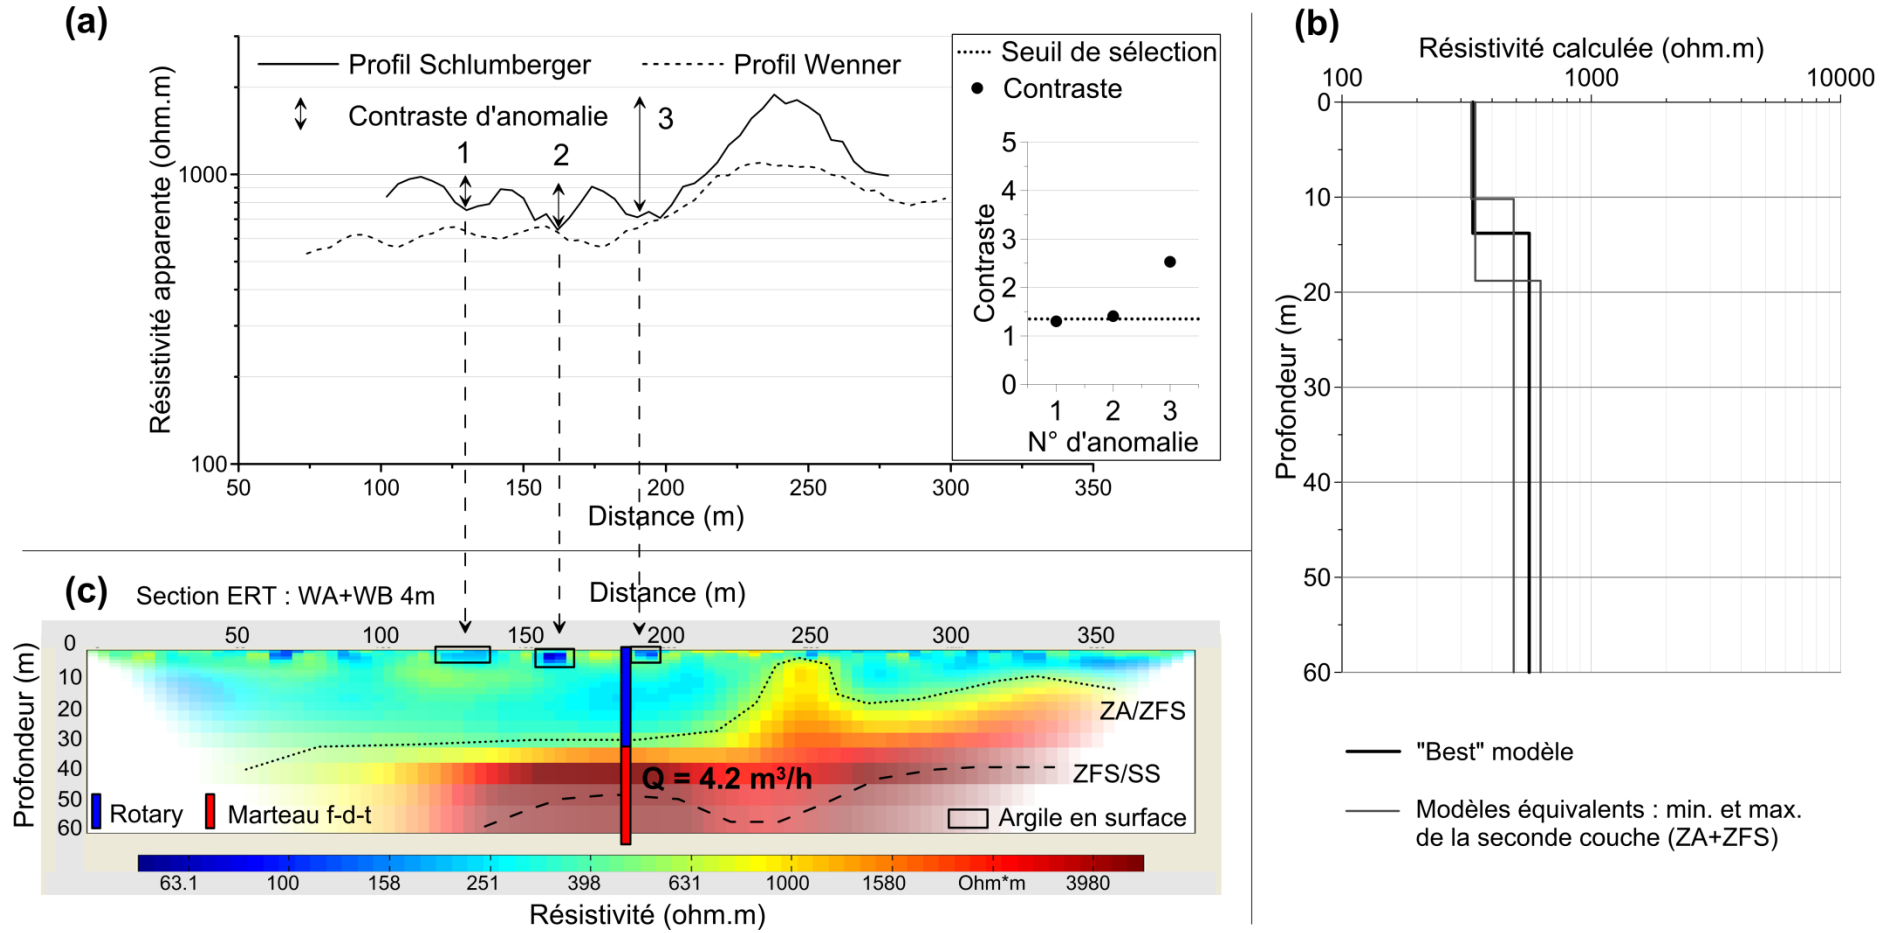 (a)
Profil Schlumberger
Profil Wenner
Contraste d'anomalie
1
2
3
Résistivité apparente (ohm.m)
1000
100
50
100
150
200
250
300
350
Distance (m)
Seuil de sélection
Contraste
Contraste
5
4
3
2
1
0
1
2
3
N° d'anomalie
(b)
Résistivité calculée (ohm.m)
100
1000
10000
Profondeur (m)
0
10
20
30
40
50
60
"Best" modèle
Modèles équivalents : min. et max.
de la seconde couche (ZA+ZFS)
(c)
Section ERT : WA+WB 4m
Distance (m)
50
100
150
200
250
300
350
Profondeur (m)
0
10
20
30
40
50
60
ZA/ZFS
ZFS/SS
Q = 4.2 m³/h
Rotary
Marteau f-d-t
Argile en surface
63.1
100
158
251
398
631
1000
1580
Ohm*m
3980
Résistivité (ohm.m)